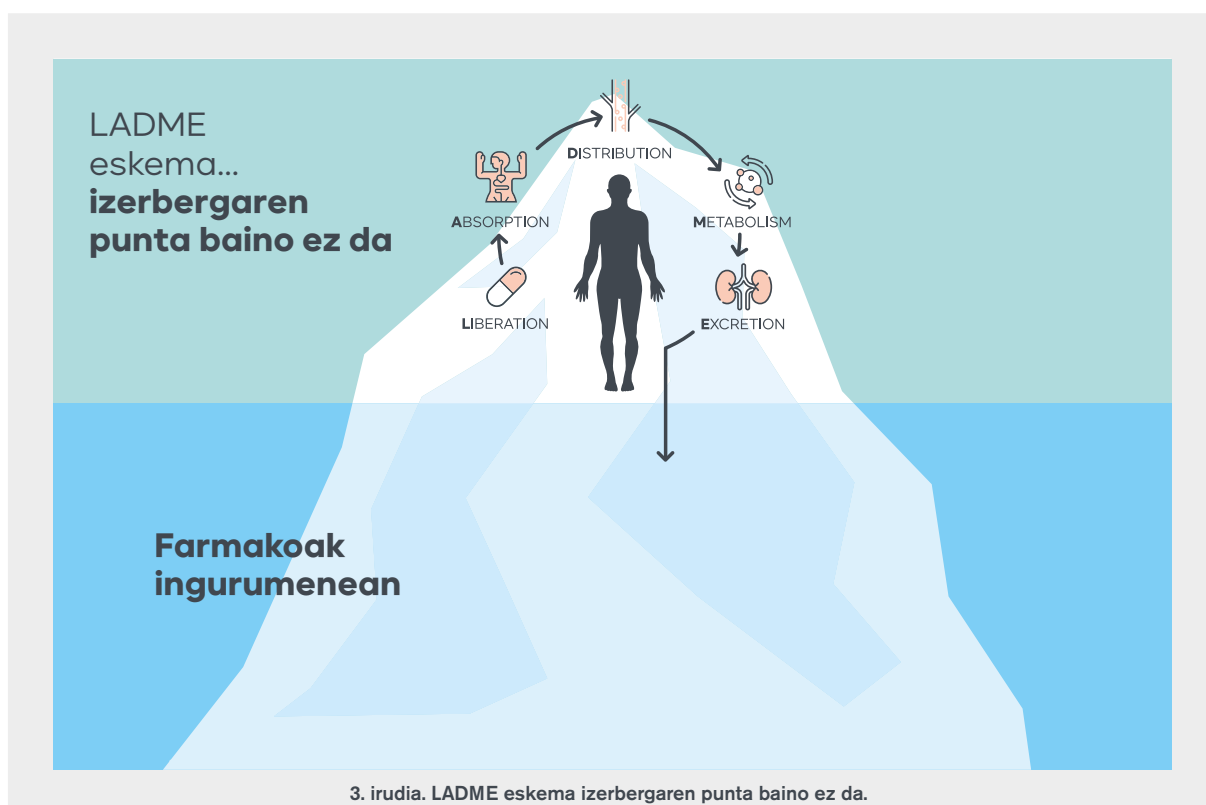 LADME
eskema...
izerbergaren
punta baino ez da
DISTRIBUTION
ABSORPTION
METABOLISM
LIBERATION
EXCRETION
Farmakoak
ingurumenean
3. irudia. LADME eskema izerbergaren punta baino ez da.